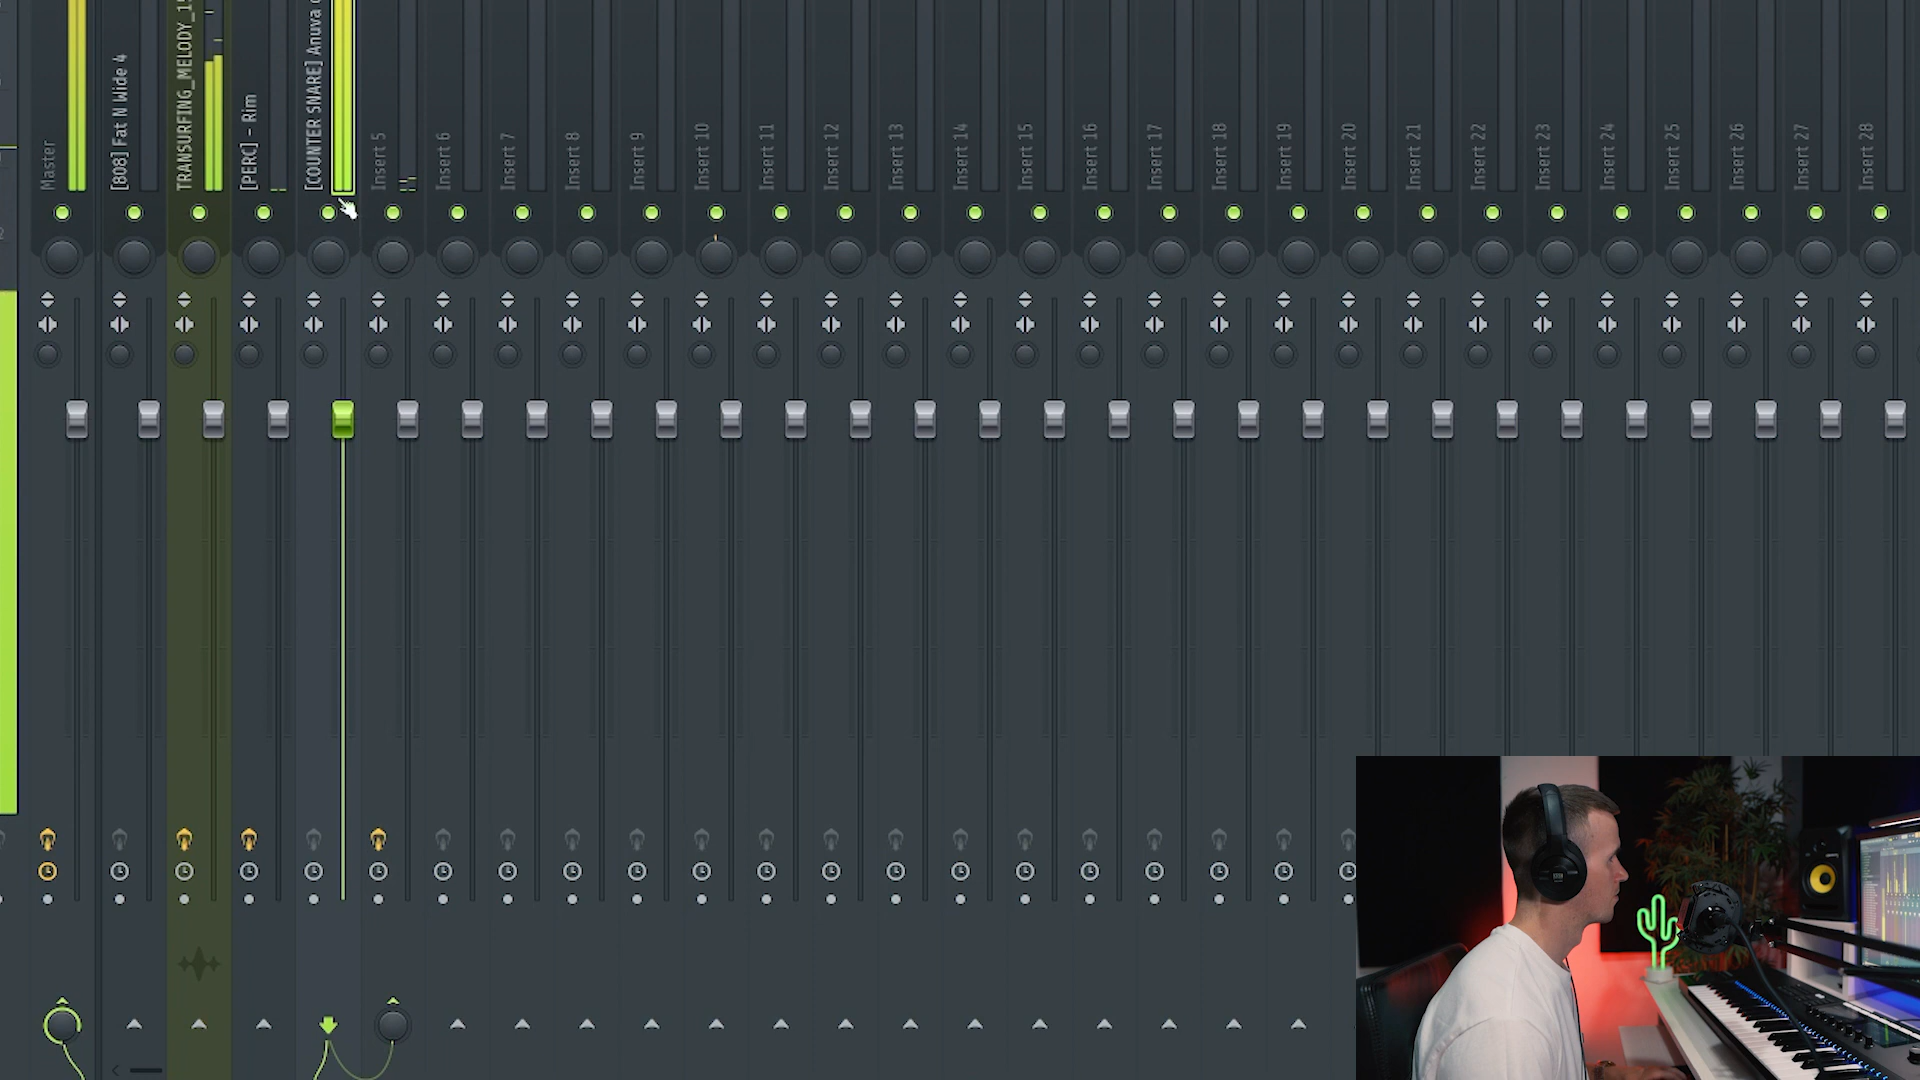 Master
[808] Fat N Wide 4
TRANSURFING_MELODY_15
[PERC] - Rim
[COUNTER SNARE] Anuva
Insert 5
Insert 6
Insert 7
Insert 8
Insert 9
Insert 10
Insert 11
Insert 12
Insert 13
Insert 14
Insert 15
Insert 16
Insert 17
Insert 18
Insert 19
Insert 20
Insert 21
Insert 22
Insert 23
Insert 24
Insert 25
Insert 26
Insert 27
Insert 28